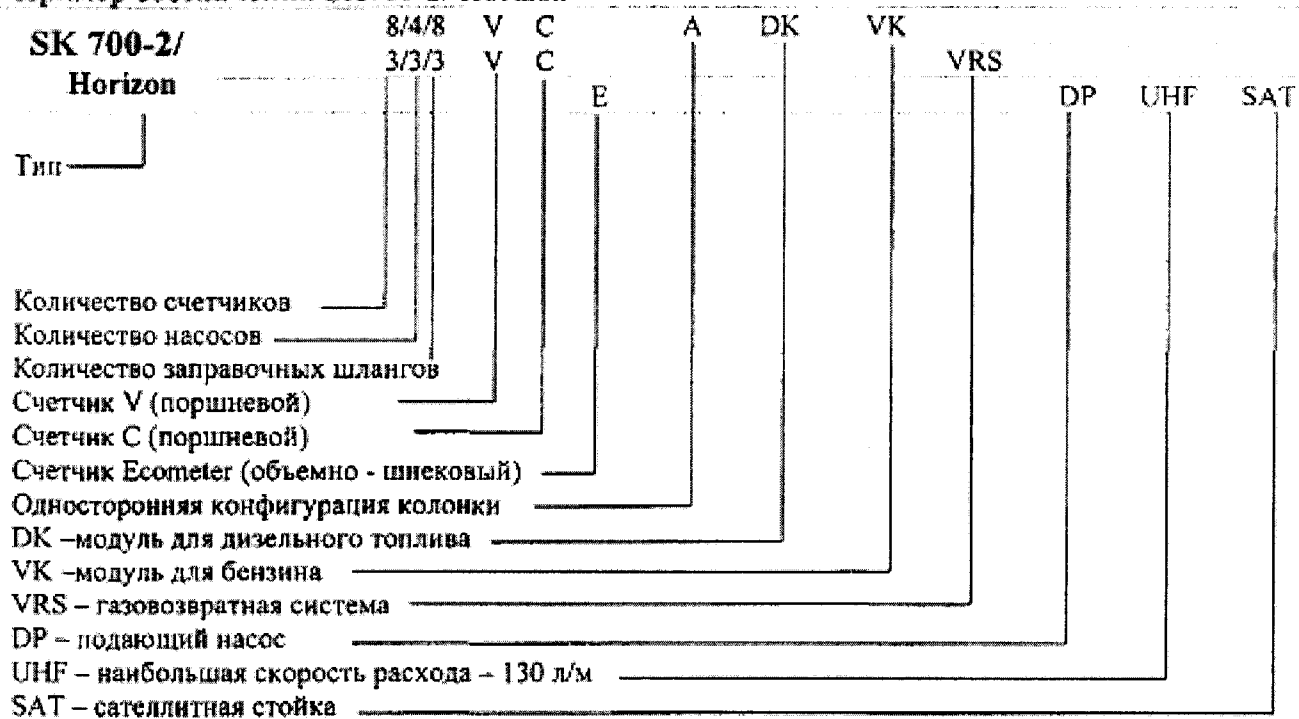 SK 700-2/
Horizon
8/4/8 V C A DK VK
3/3/3 V C VRS
E DP UHF SAT
Тип
Количество счетчиков
Количество насосов
Количество заправочных шлангов
Счетчик V (поршневой)
Счетчик C (поршневой)
Счетчик Ecometer (объемно - шнековый)
Односторонняя конфигурация колонки
DK –модуль для дизельного топлива
VK –модуль для бензина
VRS – газовозвратная система
DP – подающий насос
UHF – наибольшая скорость расхода – 130 л/м
SAT – сателлитная стойка